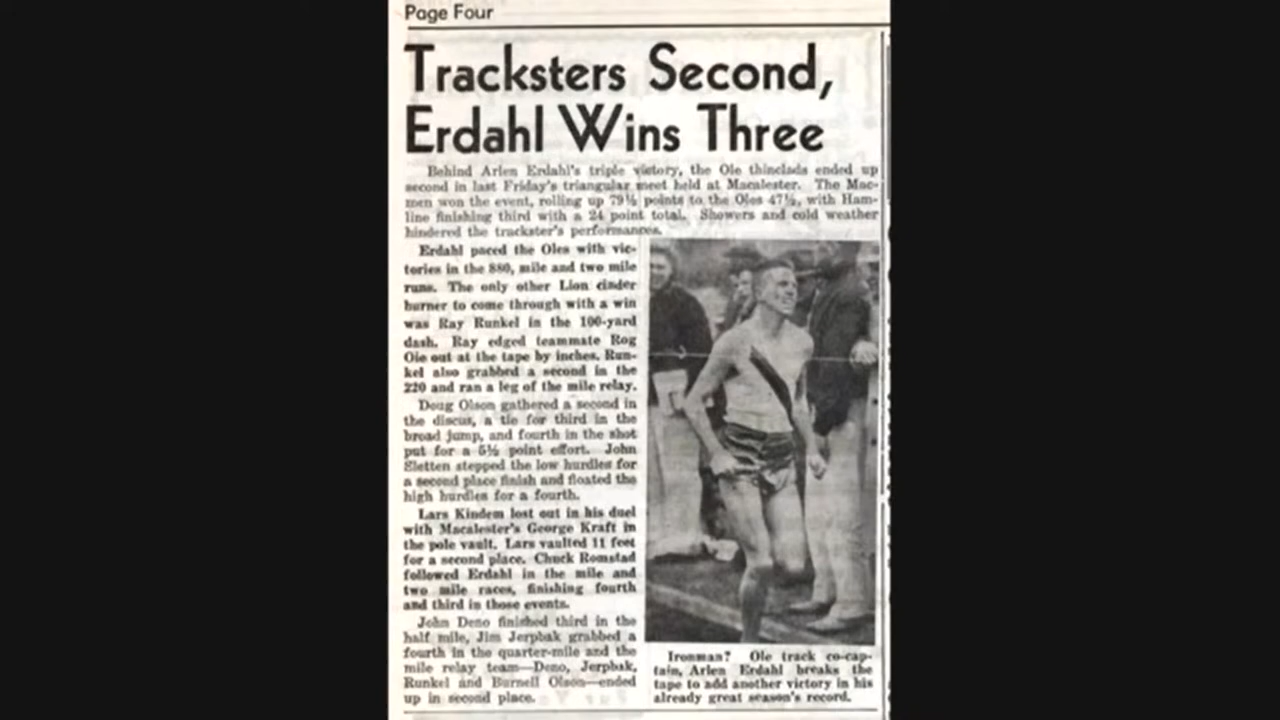 Page Four
Tracksters Second,
Erdahl Wins Three
Behind Arlen Erdahl's triple victory, the Ole thinclads ended up
second in last Friday's triangular meet held at Macalester. The Mac-
men won the event, rolling up 79½ points to the Oles 47½, with Ham-
line finishing third with a 24 point total. Showers and cold weather
hindered the trackster's performances.
Erdahl paced the Oles with vic-
tories in the 880, mile and two mile
runs. The only other Lion cinder
burner to come through with a win
was Ray Runkel in the 100-yard
dash. Ray edged teammate Rog
Oie out at the tape by inches. Run-
kel also grabbed a second in the
220 and ran a leg of the mile relay.
Doug Olson gathered a second in
the discus, a tie for third in the
broad jump, and fourth in the shot
put for a 5½ point effort. John
Sletten stepped the low hurdles for
a second place finish and floated the
high hurdles for a fourth.
Lars Kindem lost out in his duel
with Macalester's George Kraft in
the pole vault. Lars vaulted 11 feet
for a second place. Chuck Romstad
followed Erdahl in the mile and
two mile races, finishing fourth
and third in those events.
John Deno finished third in the
half mile, Jim Jerpbak grabbed a
fourth in the quarter-mile and the
mile relay team—Deno, Jerpbak,
Runkel and Burnell Olson—ended
up in second place.
Ironman? Ole track co-cap-
tain, Arlen Erdahl breaks the
tape to add another victory in his
already great season's record.